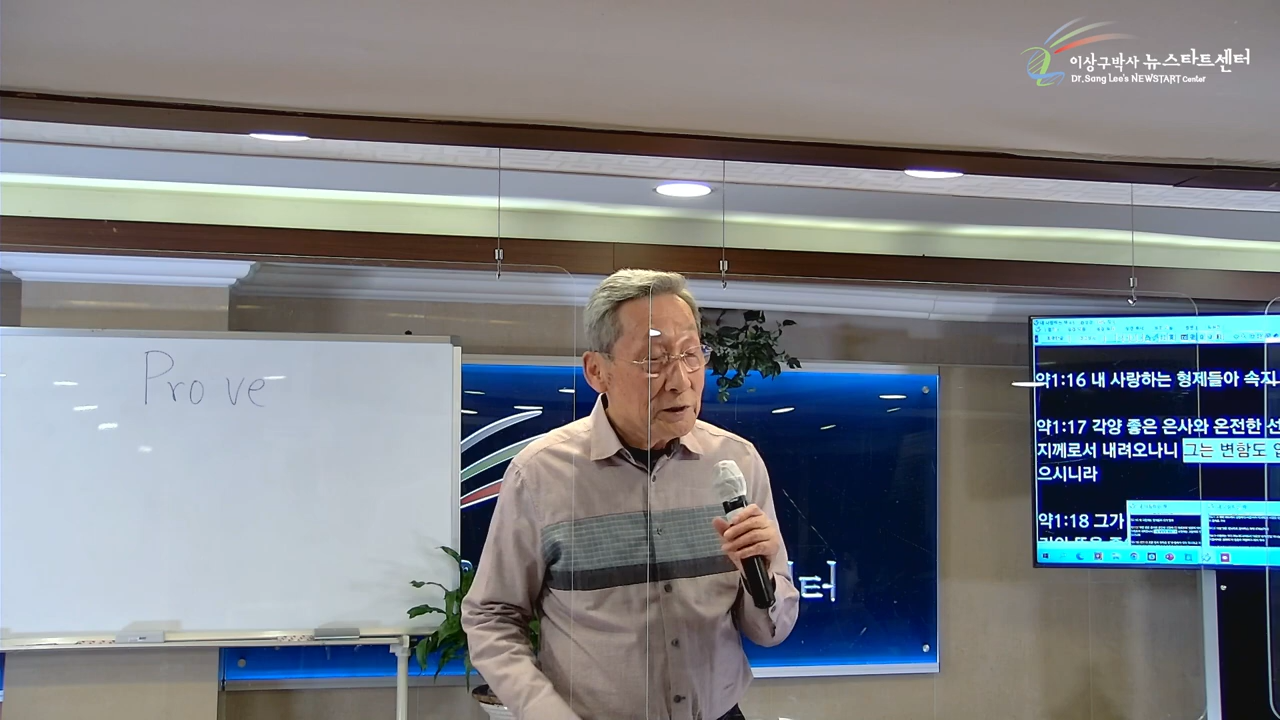 이상구박사 뉴스타트센터
Dr.Sang Lee's NEWSTART Center
Prove
약1:16 내 사랑하는 형제들아 속지
약1:17 각양 좋은 은사와 온전한 선
지께로서 내려오나니 그는 변함도
으시니라
약1:18 그가
터